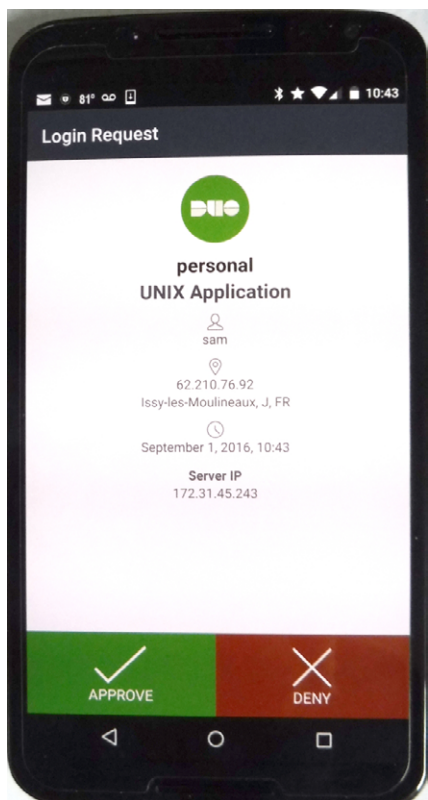 81° 10:43
Login Request
DUO
personal
UNIX Application
sam
62.210.76.92
Issy-les-Moulineaux, J, FR
September 1, 2016, 10:43
Server IP
172.31.45.243
APPROVE DENY